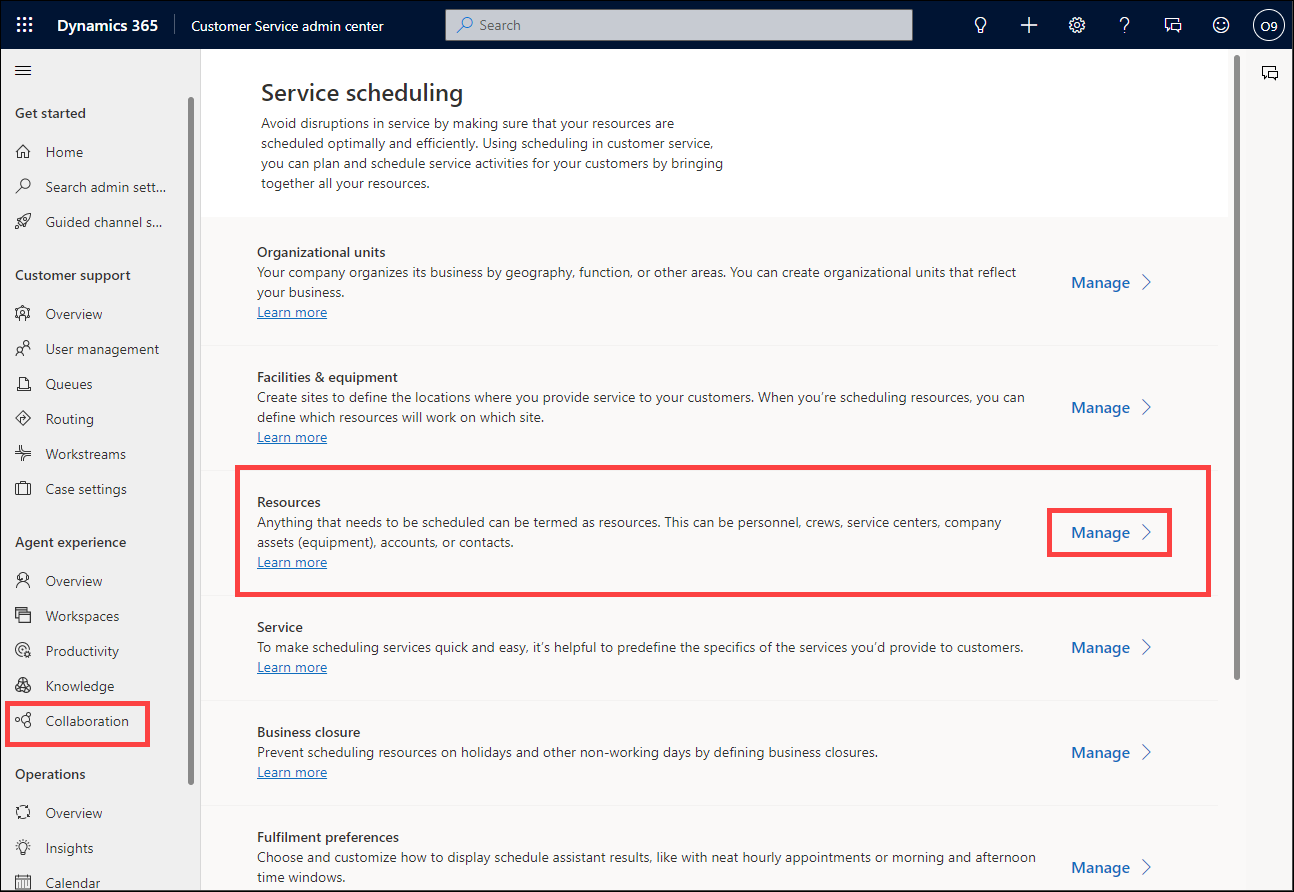 Dynamics 365
Customer Service admin center
Search
O9
Get started
Home
Search admin sett...
Guided channel s...
Customer support
Overview
User management
Queues
Routing
Workstreams
Case settings
Agent experience
Overview
Workspaces
Productivity
Knowledge
Collaboration
Operations
Overview
Insights
Calendar
Service scheduling
Avoid disruptions in service by making sure that your resources are
scheduled optimally and efficiently. Using scheduling in customer service,
you can plan and schedule service activities for your customers by bringing
together all your resources.
Organizational units
Your company organizes its business by geography, function, or other areas. You can create organizational units that reflect
your business.
Learn more
Manage
Facilities & equipment
Create sites to define the locations where you provide service to your customers. When you’re scheduling resources, you can
define which resources will work on which site.
Learn more
Manage
Resources
Anything that needs to be scheduled can be termed as resources. This can be personnel, crews, service centers, company
assets (equipment), accounts, or contacts.
Learn more
Manage
Service
To make scheduling services quick and easy, it’s helpful to predefine the specifics of the services you’d provide to customers.
Learn more
Manage
Business closure
Prevent scheduling resources on holidays and other non-working days by defining business closures.
Learn more
Manage
Fulfilment preferences
Choose and customize how to display schedule assistant results, like with neat hourly appointments or morning and afternoon
time windows.
Manage